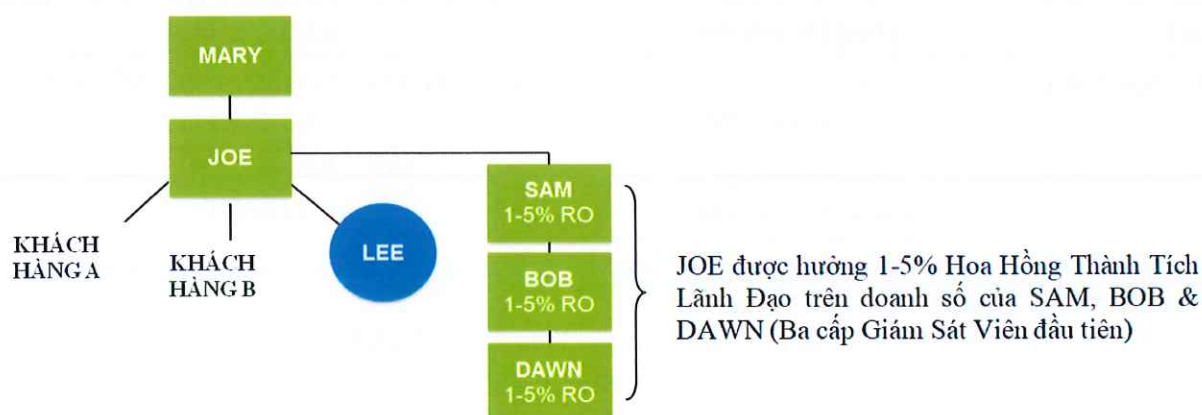 MARY
JOE
SAM
1-5% RO
KHÁCH
HÀNG A
KHÁCH
HÀNG B
LEE
BOB
1-5% RO
DAWN
1-5% RO
JOE được hưởng 1-5% Hoa Hồng Thành Tích
Lãnh Đạo trên doanh số của SAM, BOB &
DAWN (Ba cấp Giám Sát Viên đầu tiên)